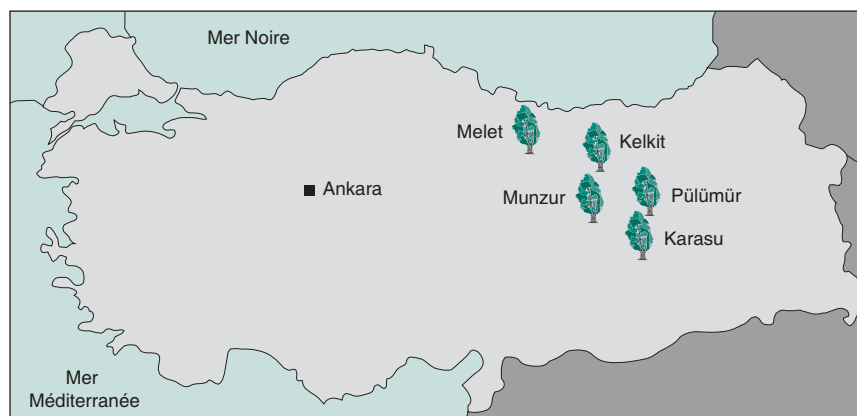 Mer Noire
Melet
Kelkit
Ankara
Munzur
Pülümür
Karasu
Mer
Méditerranée